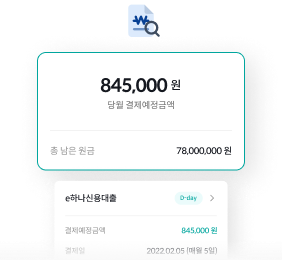 845,000 원
당월 결제예정금액
총 남은 원금 78,000,000 원
e하나신용대출 D-day
결제예정금액 845,000 원
결제일 2022.02.05 (매월 5일)